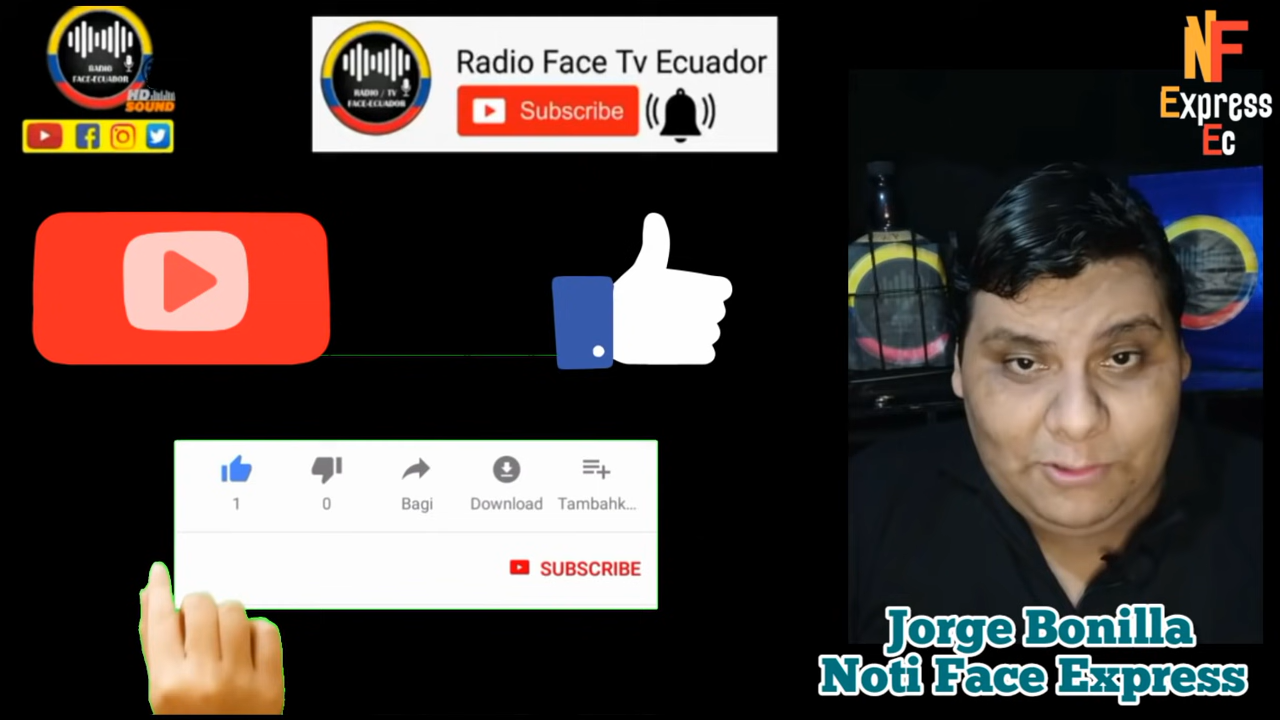 RADIO
FACE-ECUADOR
HD
SOUND
Radio Face Tv Ecuador
RADIO / TV
FACE-ECUADOR
Subscribe
NF
Express
Ec
1
0
Bagi
Download
Tambahk...
SUBSCRIBE
Jorge Bonilla
Noti Face Express